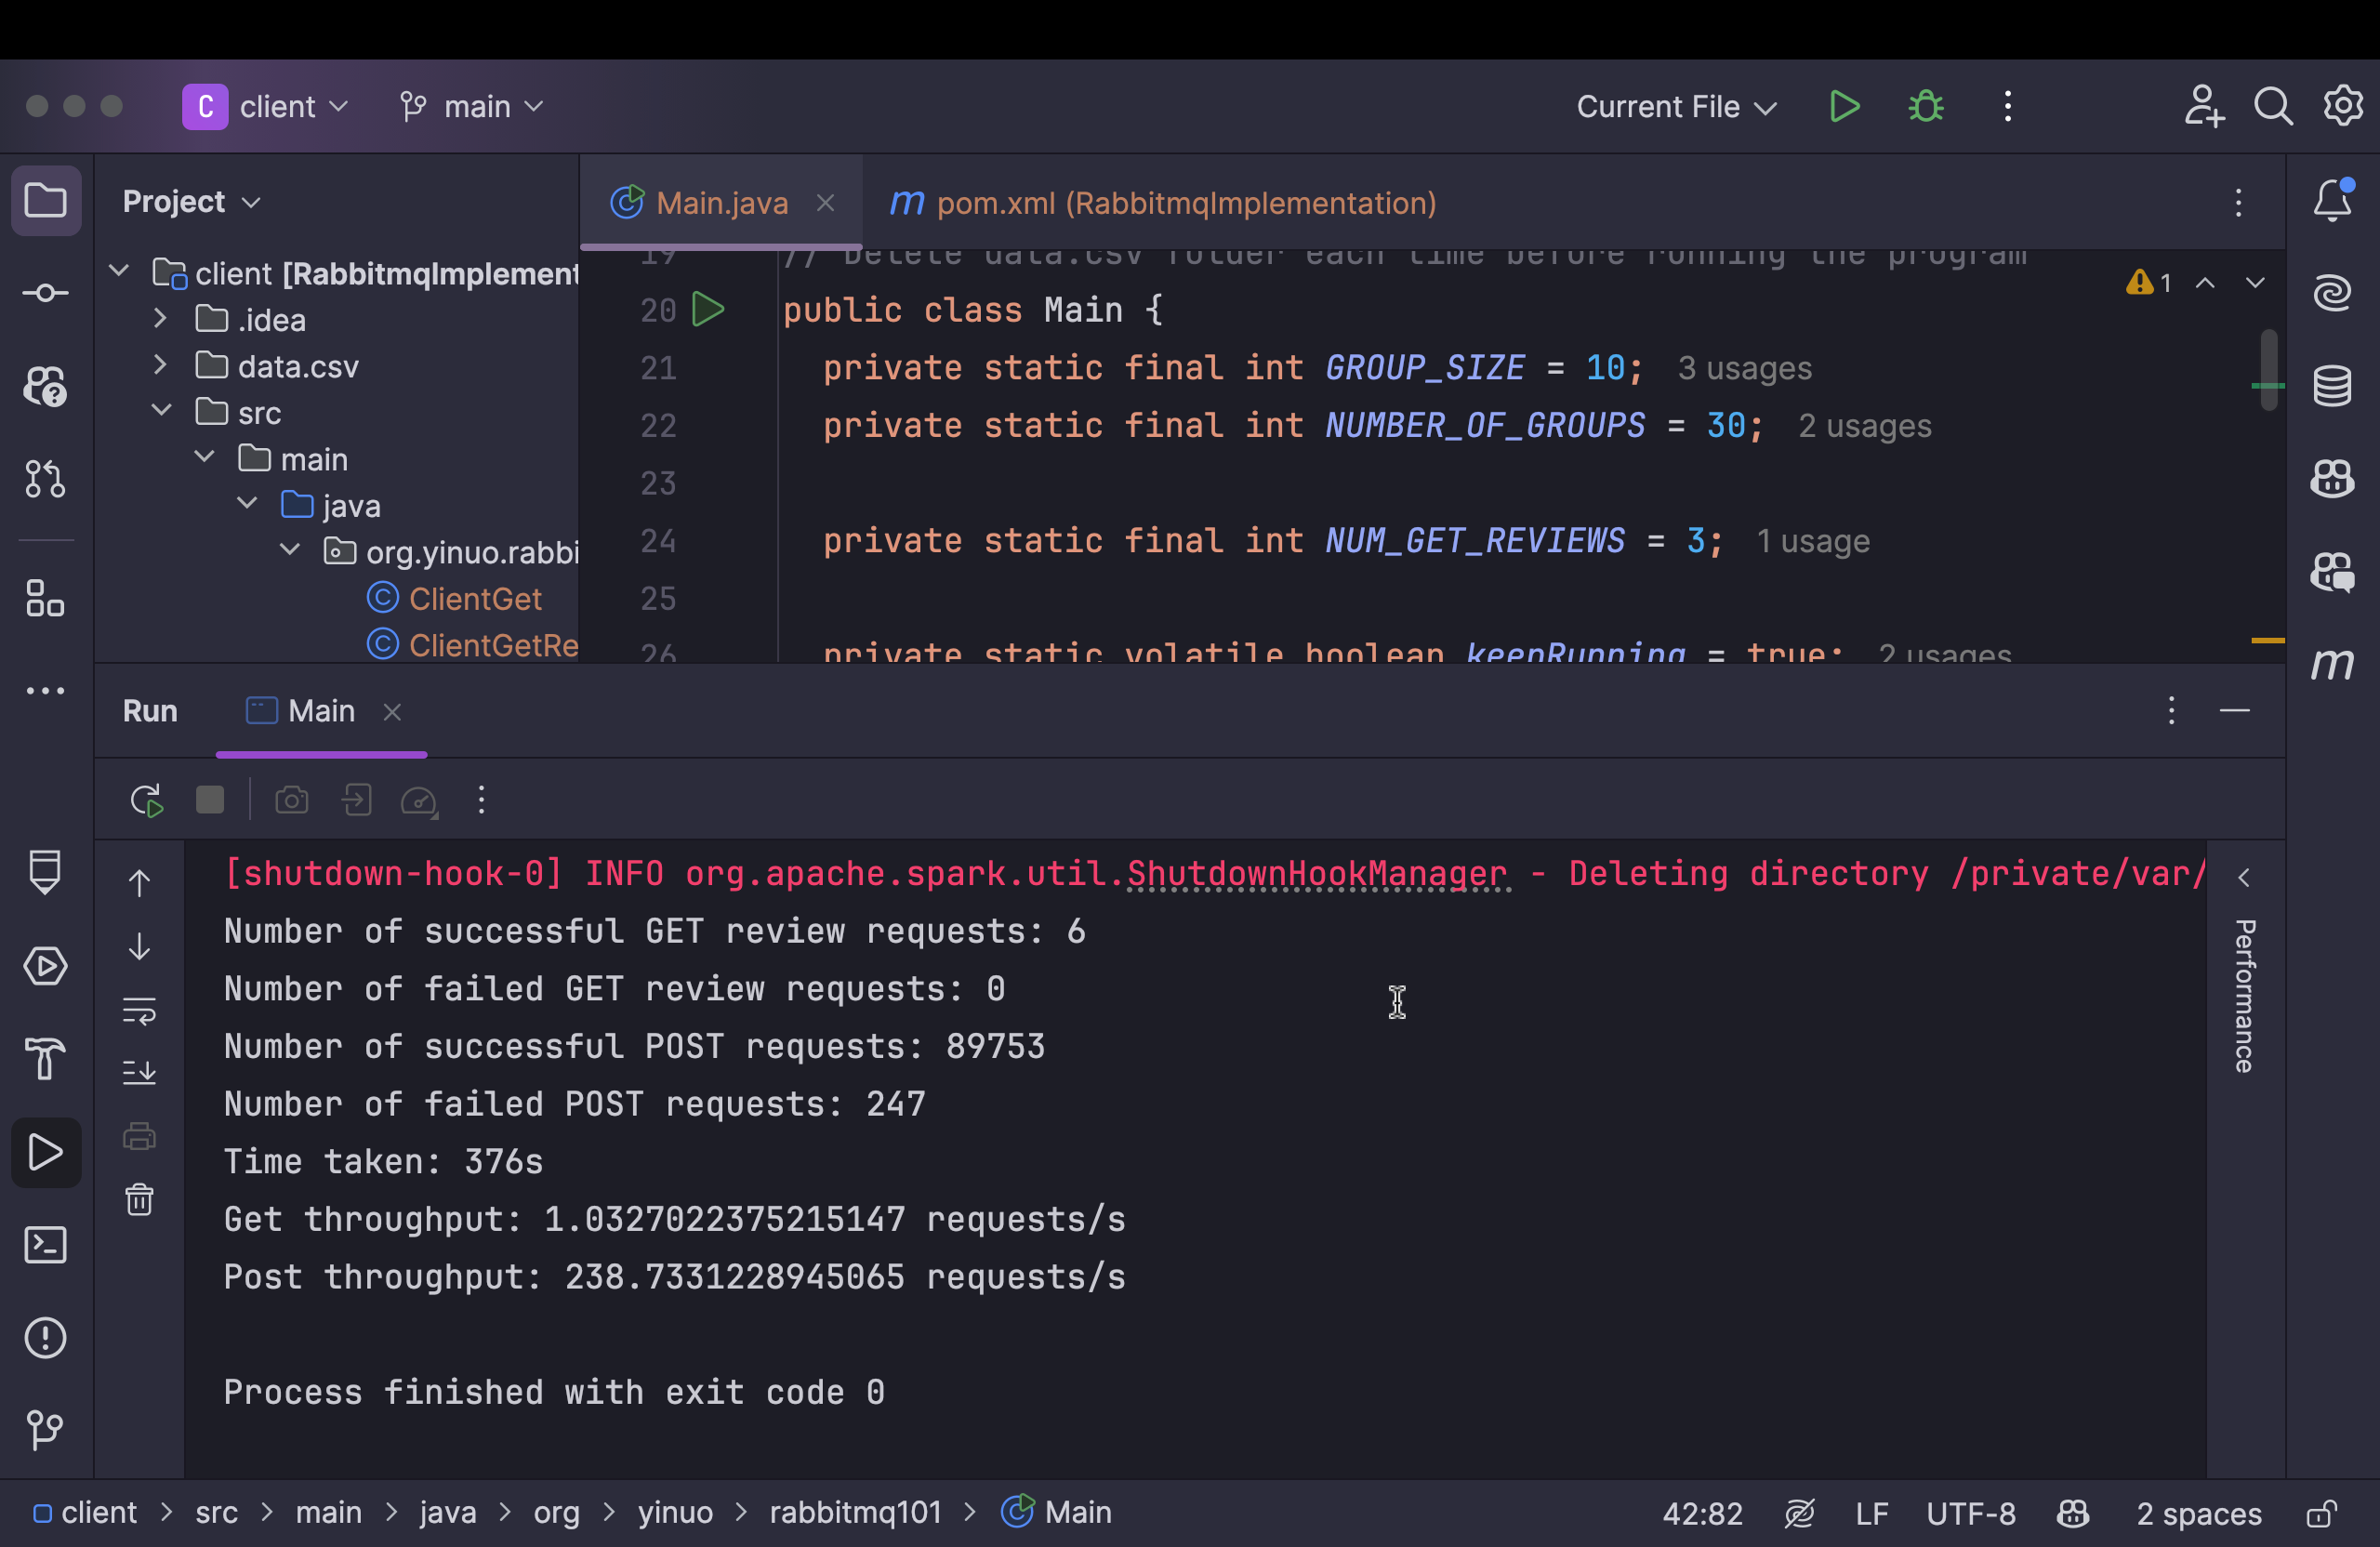 C client main Current File
Project
Main.java m pom.xml (RabbitmqImplementation)
client [RabbitmqImplement
.idea
data.csv
src
main
java
org.yinuo.rabbi
ClientGet
ClientGetRe
19 // Delete data.csv folder each time before running the program
1
20 public class Main {
21 private static final int GROUP_SIZE = 10; 3 usages
22 private static final int NUMBER_OF_GROUPS = 30; 2 usages
23
24 private static final int NUM_GET_REVIEWS = 3; 1 usage
25
26 private static volatile boolean keepRunning = true; 2 usages
m
Run Main
[shutdown-hook-0] INFO org.apache.spark.util.ShutdownHookManager - Deleting directory /private/var/
Number of successful GET review requests: 6
Number of failed GET review requests: 0
Number of successful POST requests: 89753
Number of failed POST requests: 247
Time taken: 376s
Get throughput: 1.0327022375215147 requests/s
Post throughput: 238.7331228945065 requests/s
Process finished with exit code 0
Performance
client > src > main > java > org > yinuo > rabbitmq101 > Main
42:82 LF UTF-8 2 spaces